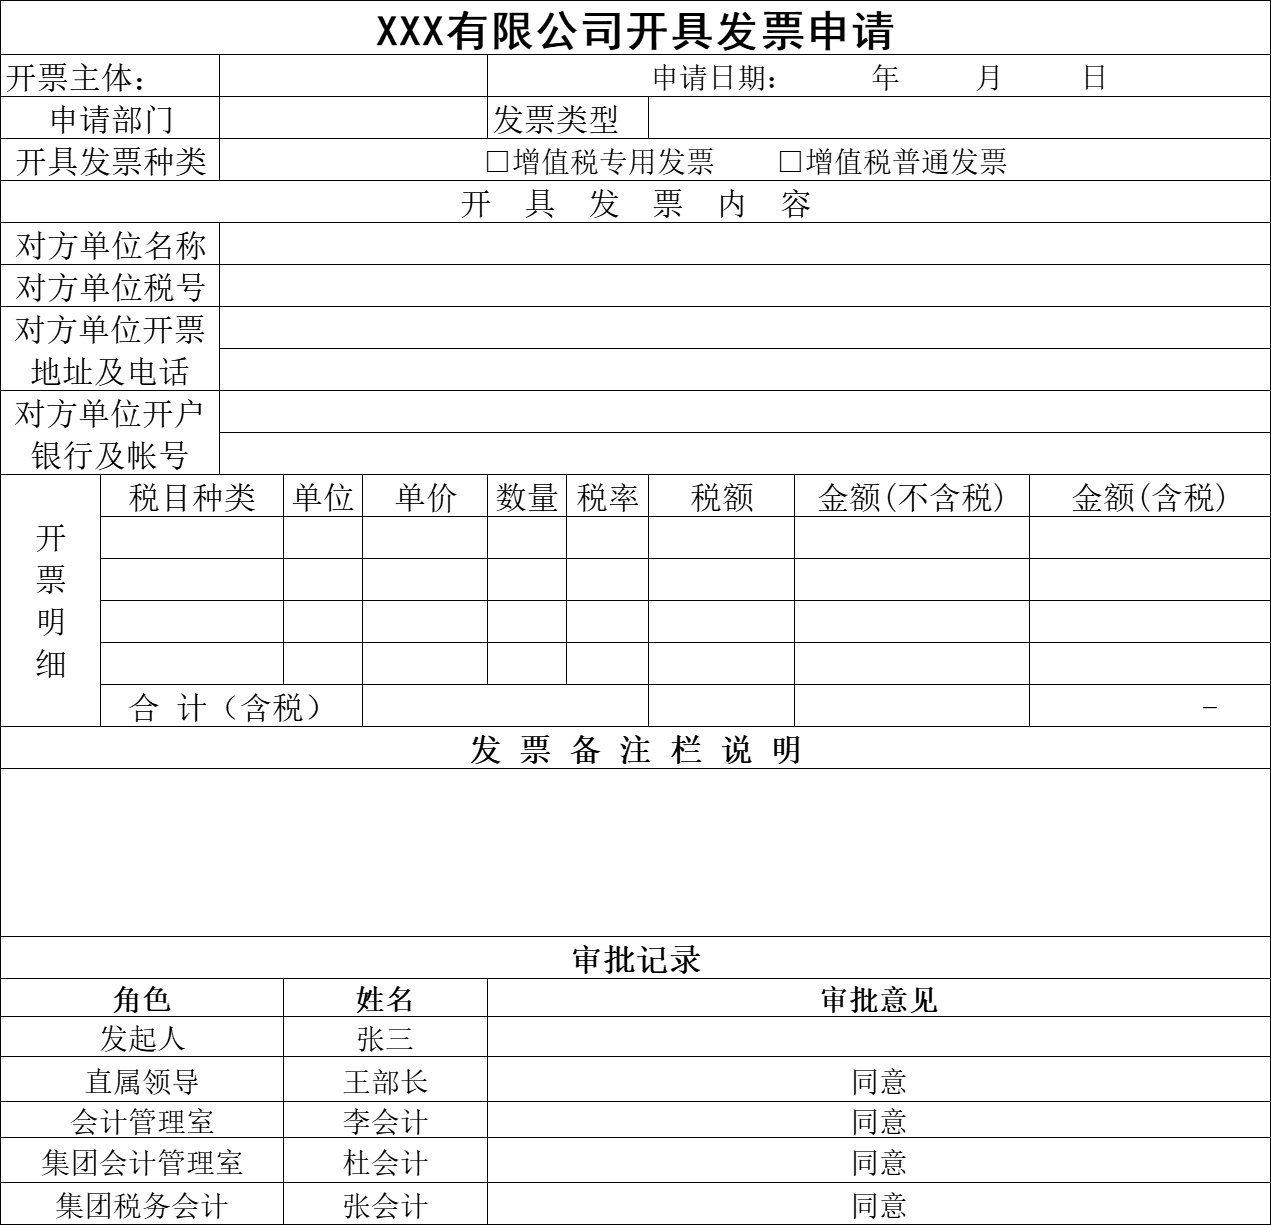 XXX有限公司开具发票申请
开票主体： 申请日期： 年 月 日
申请部门 发票类型
开具发票种类 □增值税专用发票 □增值税普通发票
开 具 发 票 内 容
对方单位名称
对方单位税号
对方单位开票
地址及电话
对方单位开户
银行及帐号
开票明细
税目种类 单位 单价 数量 税率 税额 金额(不含税) 金额(含税)
合 计（含税） -
发 票 备 注 栏 说 明
审批记录
角色 姓名 审批意见
发起人 张三
直属领导 王部长 同意
会计管理室 李会计 同意
集团会计管理室 杜会计 同意
集团税务会计 张会计 同意